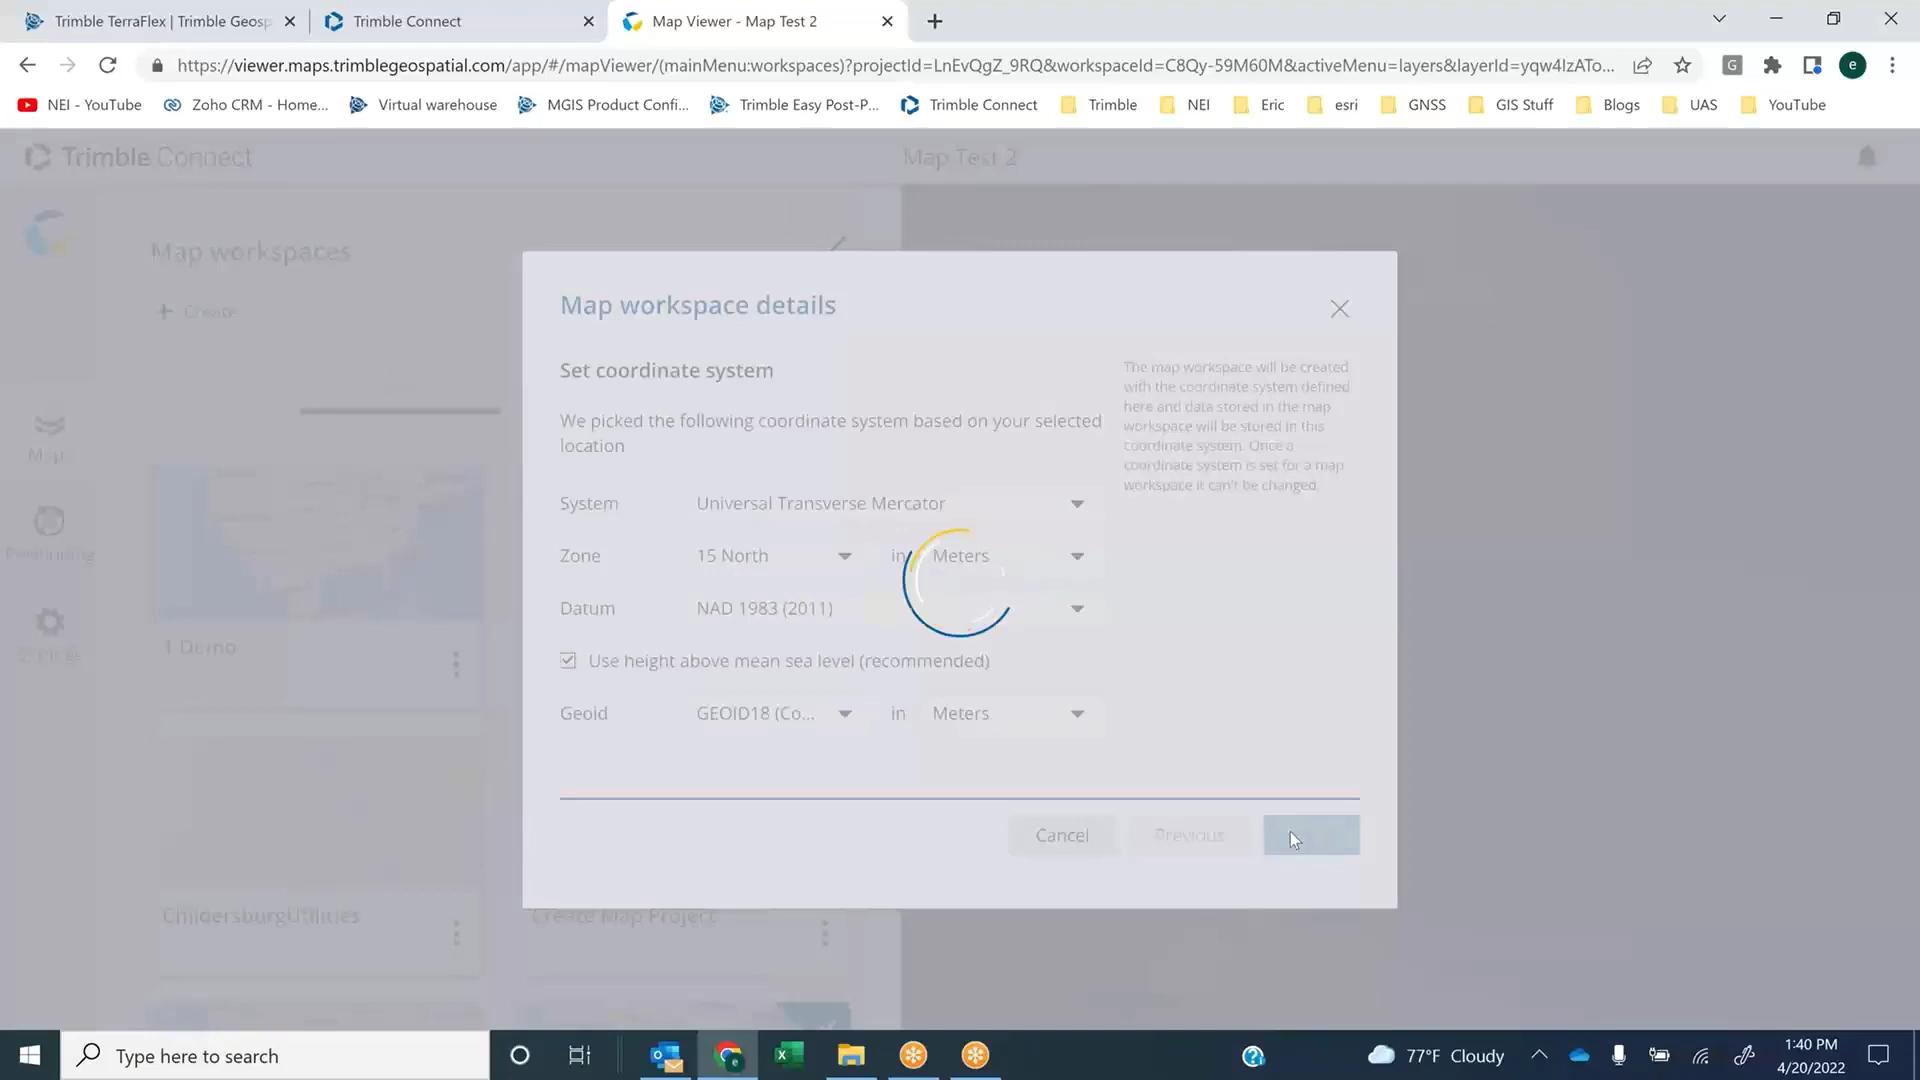 Trimble TerraFlex | Trimble Geosp
Trimble Connect
Map Viewer - Map Test 2
https://viewer.maps.trimblegeospatial.com/app/#/mapViewer/(mainMenu:workspaces)?projectId=LnEvQgZ_9RQ&workspaceId=C8Qy-59M60M&activeMenu=layers&layerId=yqw4lzATo...
G
e
NEI - YouTube
Zoho CRM - Home...
Virtual warehouse
MGIS Product Confi...
Trimble Easy Post-P...
Trimble Connect
Trimble
NEI
Eric
esri
GNSS
GIS Stuff
Blogs
UAS
YouTube
Trimble Connect
Map Test 2
Map workspaces
+ Create
1 Demo
ChildersburgUtilities
Create Map Project
Map workspace details
Set coordinate system
We picked the following coordinate system based on your selected
location
System
Universal Transverse Mercator
Zone
15 North
in
Meters
Datum
NAD 1983 (2011)
Use height above mean sea level (recommended)
Geoid
GEOID18 (Co...
in
Meters
The map workspace will be created
with the coordinate system defined
here and data stored in the map
workspace will be stored in this
coordinate system. Once a
coordinate system is set for a map
workspace it can't be changed.
Cancel
Previous
Type here to search
77°F Cloudy
1:40 PM
4/20/2022